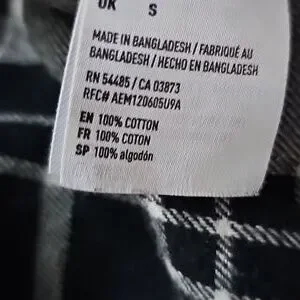 UK S
MADE IN BANGLADESH / FABRIQUÉ AU
BANGLADESH / HECHO EN BANGLADESH
RN 54485 / CA 03873
RFC# AEM120605U9A
EN 100% COTTON
FR 100% COTON
SP 100% algodón